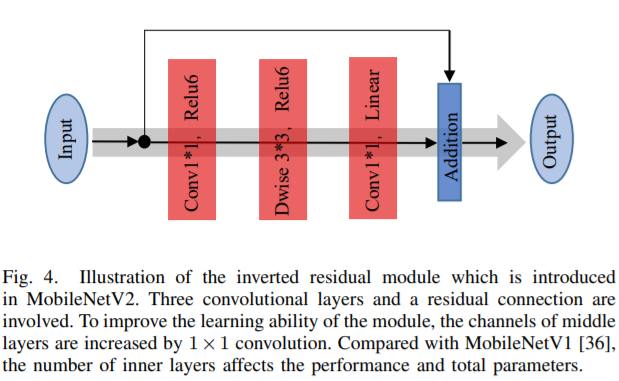 Input
Conv1*1, Relu6
Dwise 3*3, Relu6
Conv1*1, Linear
Addition
Output
Fig. 4. Illustration of the inverted residual module which is introduced
in MobileNetV2. Three convolutional layers and a residual connection are
involved. To improve the learning ability of the module, the channels of middle
layers are increased by 1 × 1 convolution. Compared with MobileNetV1 [36],
the number of inner layers affects the performance and total parameters.